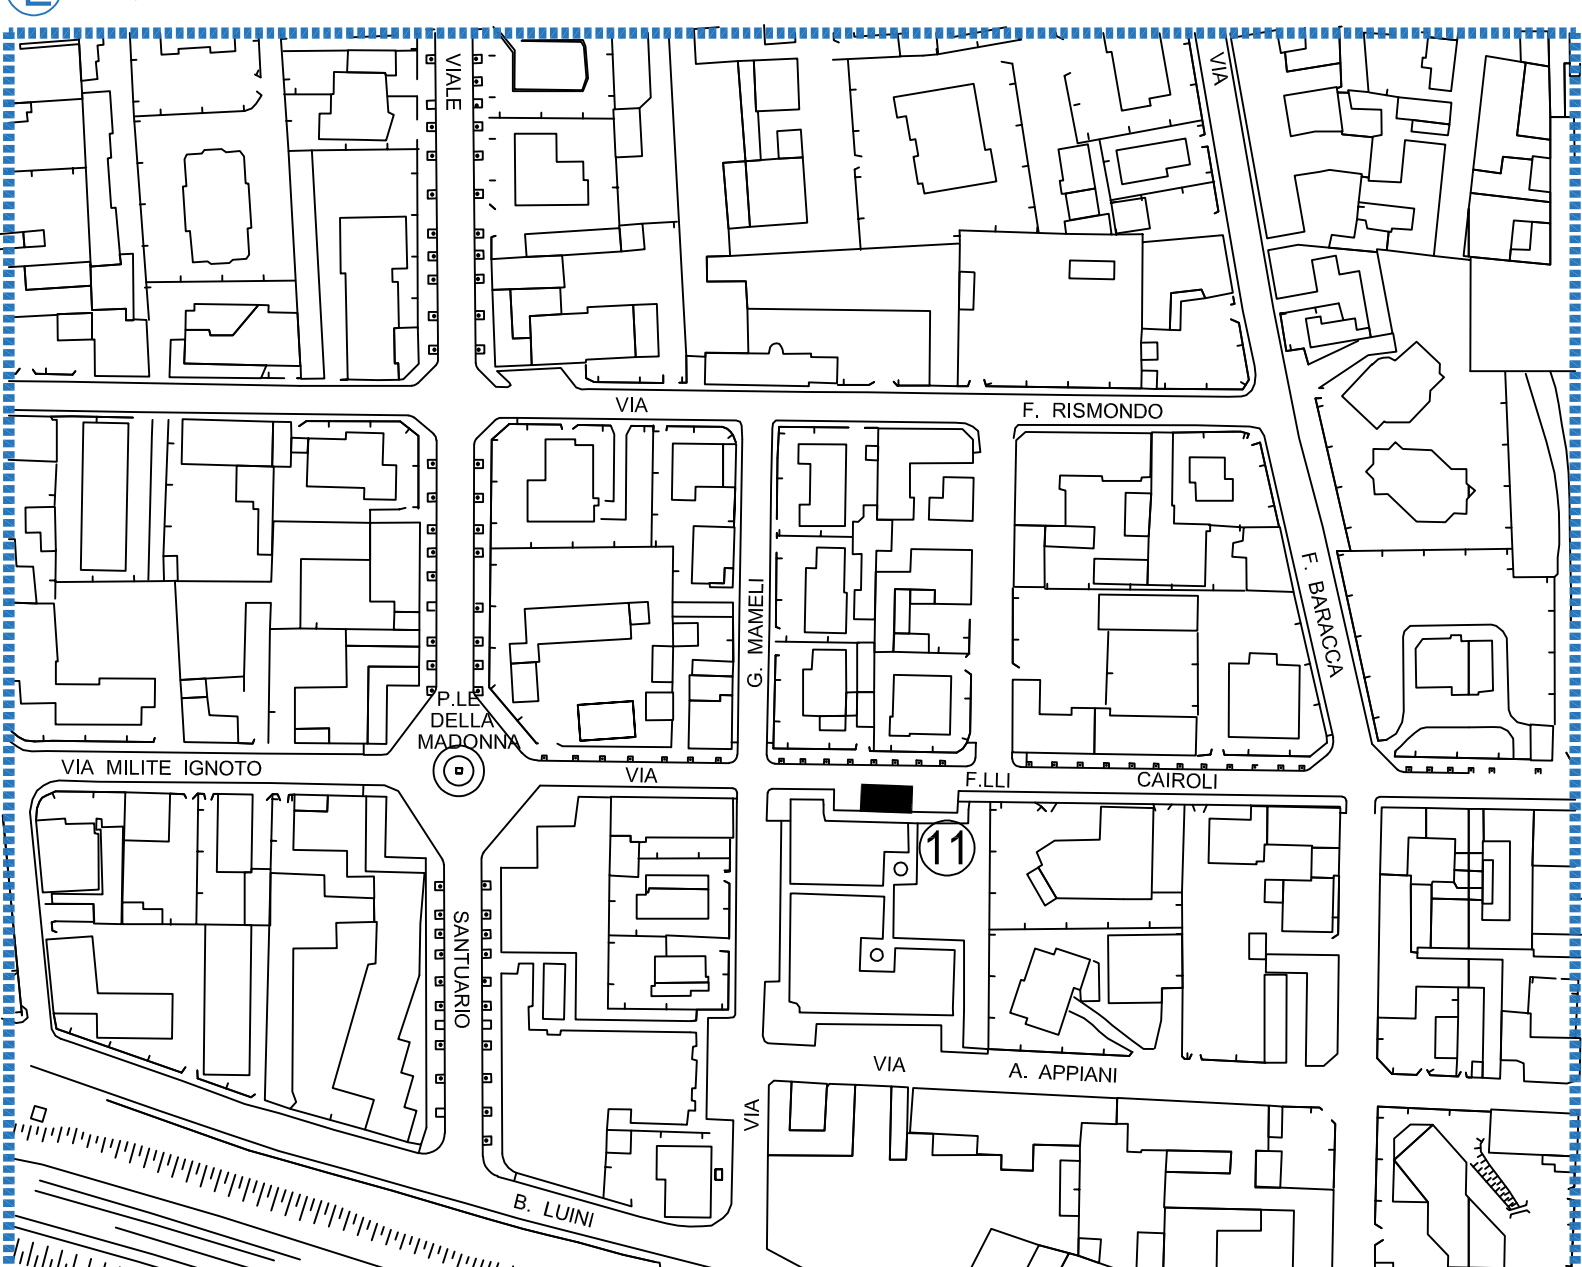 VIALE
VIA
VIA
F. RISMONDO
F. BARACCA
G. MAMELI
P.LE
DELLA
MADONNA
VIA MILITE IGNOTO
VIA
F.LLI
CAIROLI
11
SANTUARIO
VIA
A. APPIANI
VIA
B. LUINI